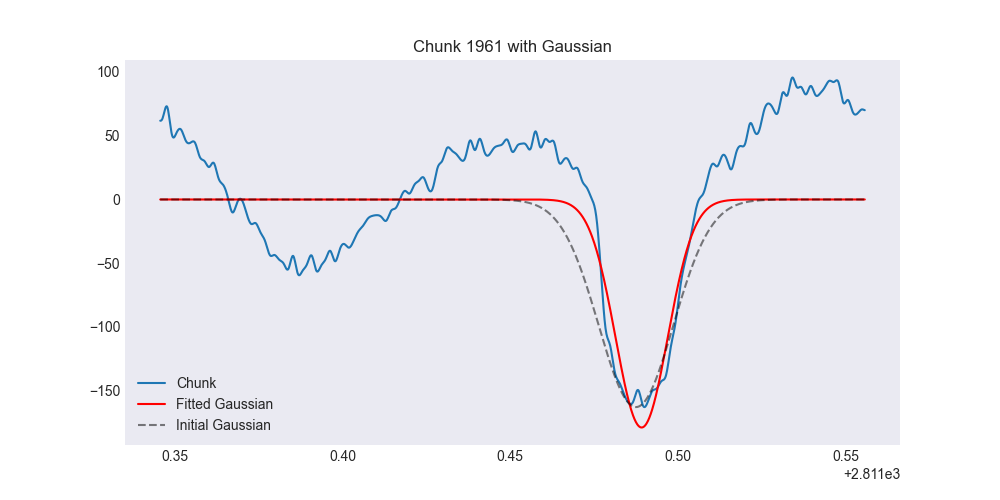 Chunk 1961 with Gaussian
100
50
0
−50
−100
−150
Chunk
Fitted Gaussian
Initial Gaussian
0.35 0.40 0.45 0.50 0.55
+2.811e3